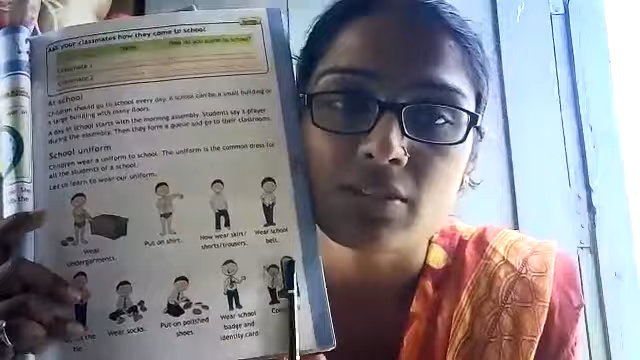 Ask your classmates how they come to school
Name
How do you come to school?
Classmate 1
Classmate 2
At school
Children should go to school every day. A school can be a small building or
a large building with many floors.
A day at school starts with the morning assembly. Students say a prayer
during the assembly. Then they form a queue and go to their classrooms.
School uniform
Children wear a uniform to school. The uniform is the common dress for
all the students of a school.
Let us learn to wear our uniform.
Wear
undergarments.
Put on shirt.
Now wear skirt/
shorts/trousers.
Wear school
belt.
the
tie
Wear socks.
Put on polished
shoes.
Wear school
badge and
identity card